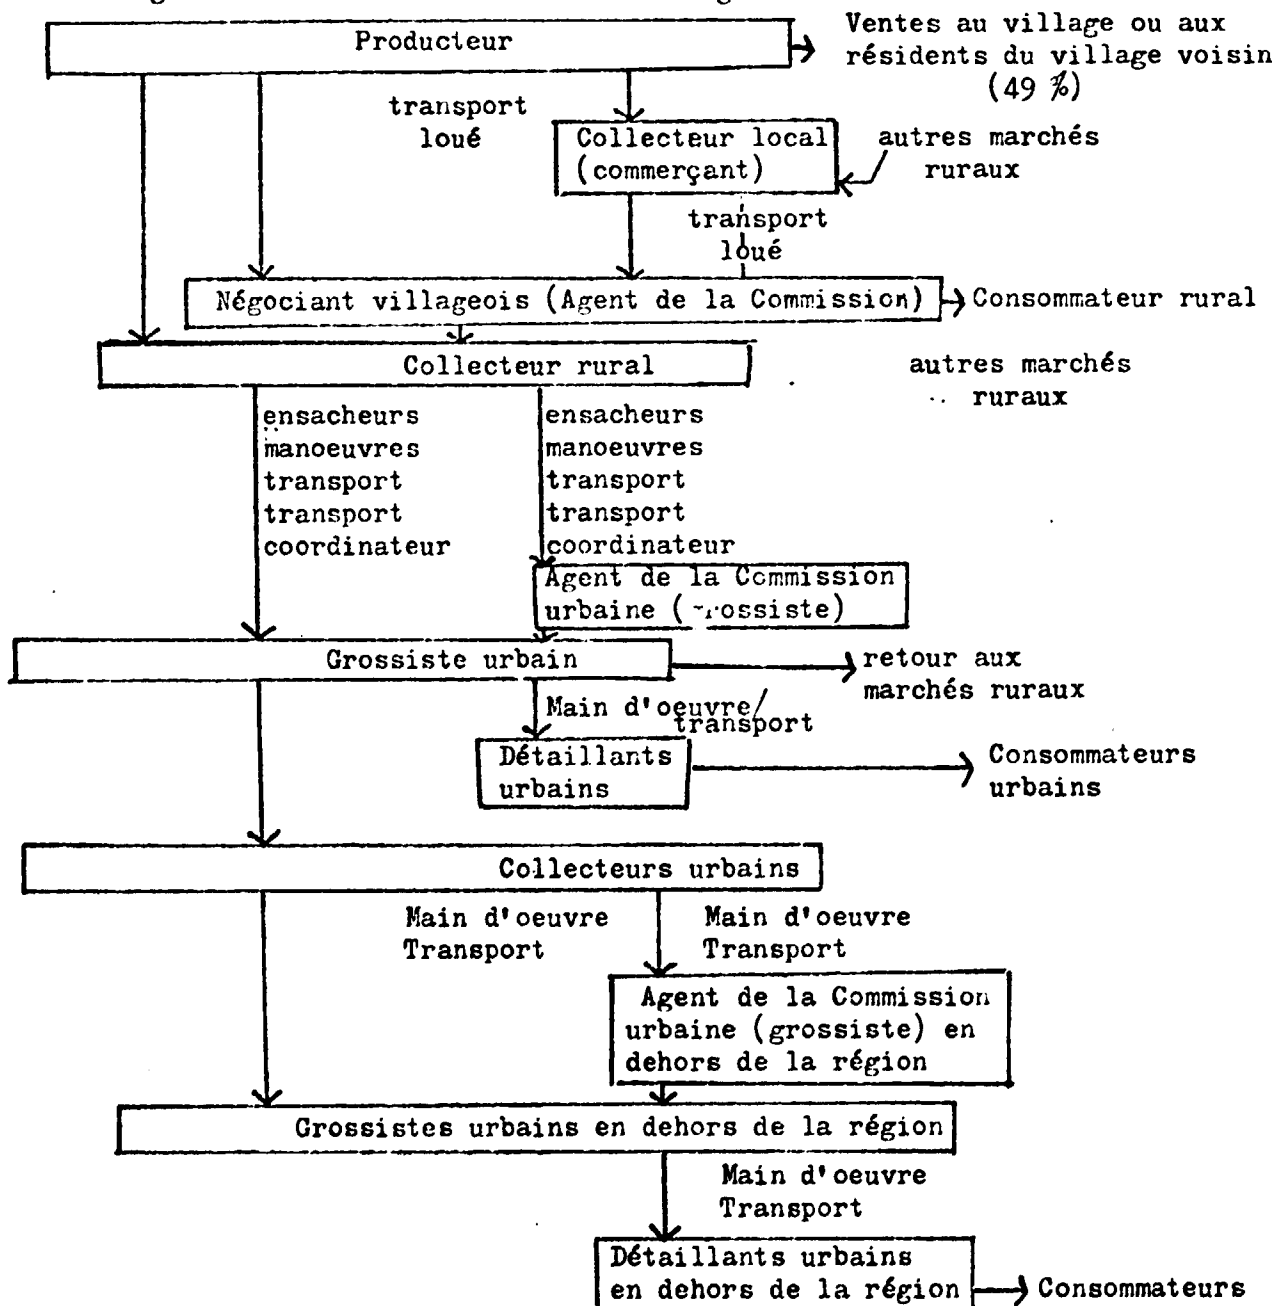 Producteur
Ventes au village ou aux
résidents du village voisin
(49 %)
transport
loué
Collecteur local
(commerçant)
autres marchés
ruraux
transport
loué
Négociant villageois (Agent de la Commission)
Consommateur rural
Collecteur rural
autres marchés
ruraux
ensacheurs
manoeuvres
transport
transport
coordinateur
ensacheurs
manoeuvres
transport
transport
coordinateur
Agent de la Commission
urbaine (grossiste)
Grossiste urbain
retour aux
marchés ruraux
Main d'oeuvre/
transport
Détaillants
urbains
Consommateurs
urbains
Collecteurs urbains
Main d'oeuvre
Transport
Main d'oeuvre
Transport
Agent de la Commission
urbaine (grossiste) en
dehors de la région
Grossistes urbains en dehors de la région
Main d'oeuvre
Transport
Détaillants urbains
en dehors de la région
Consommateurs